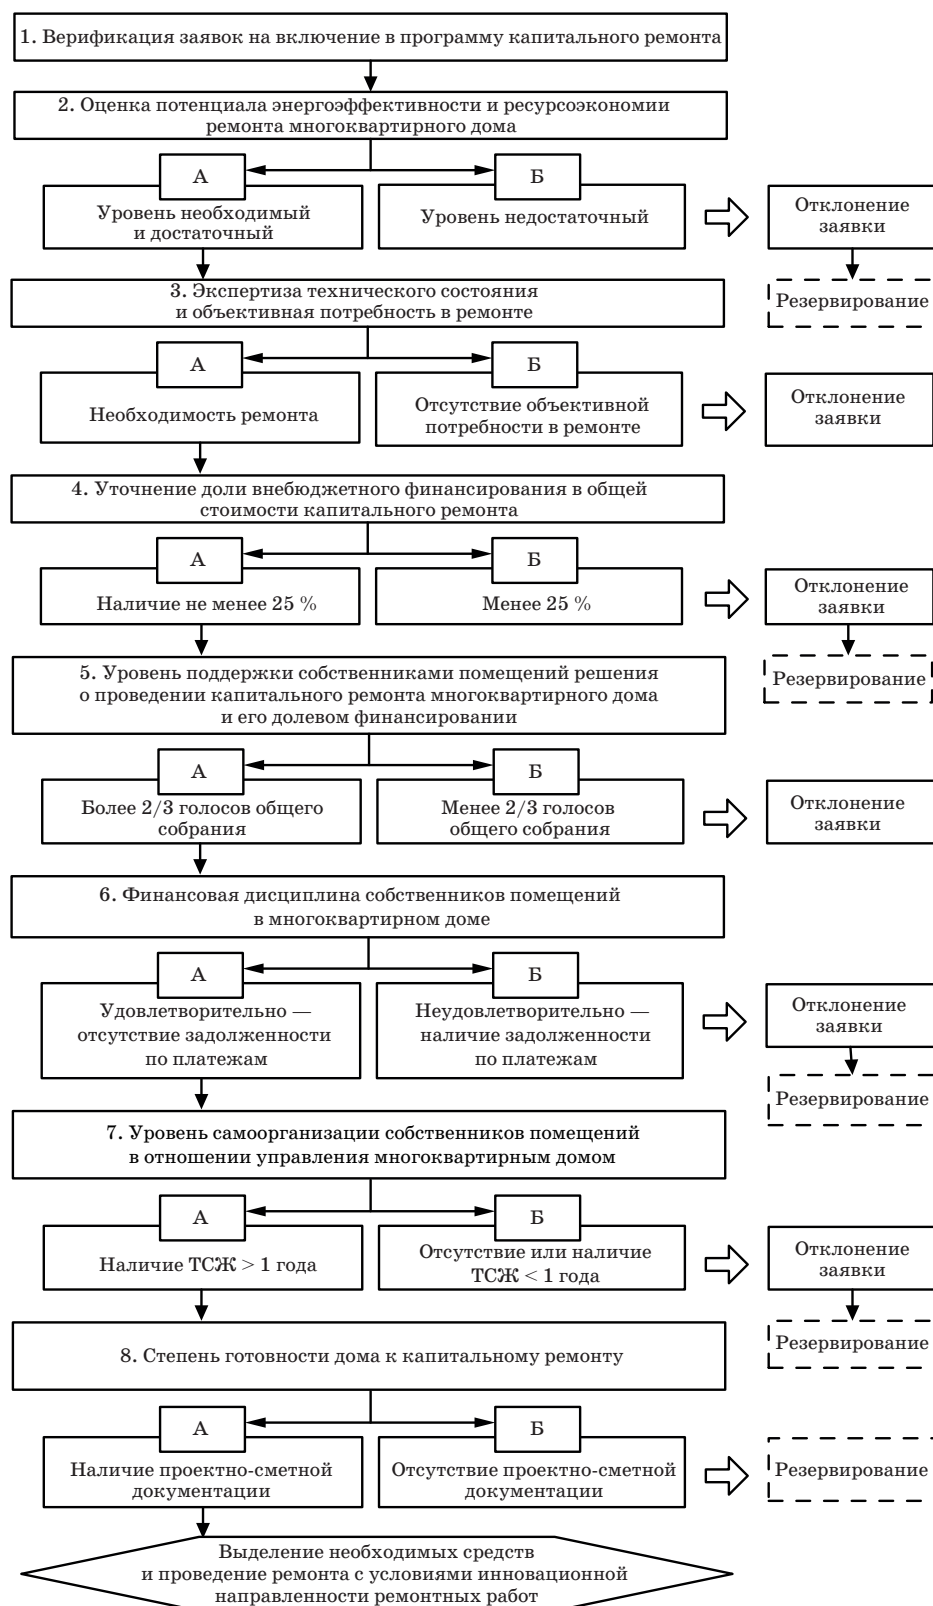 1. Верификация заявок на включение в программу капитального ремонта
2. Оценка потенциала энергоэффективности и ресурсоэкономии
ремонта многоквартирного дома
А
Б
Уровень необходимый
и достаточный
Уровень недостаточный
Отклонение
заявки
Резервирование
3. Экспертиза технического состояния
и объективная потребность в ремонте
А
Б
Необходимость ремонта
Отсутствие объективной
потребности в ремонте
Отклонение
заявки
4. Уточнение доли внебюджетного финансирования в общей
стоимости капитального ремонта
А
Б
Наличие не менее 25 %
Менее 25 %
Отклонение
заявки
Резервирование
5. Уровень поддержки собственниками помещений решения
о проведении капитального ремонта многоквартирного дома
и его долевом финансировании
А
Б
Более 2/3 голосов общего
собрания
Менее 2/3 голосов
общего собрания
Отклонение
заявки
6. Финансовая дисциплина собственников помещений
в многоквартирном доме
А
Б
Удовлетворительно —
отсутствие задолженности
по платежам
Неудовлетворительно —
наличие задолженности
по платежам
Отклонение
заявки
Резервирование
7. Уровень самоорганизации собственников помещений
в отношении управления многоквартирным домом
А
Б
Наличие ТСЖ > 1 года
Отсутствие или наличие
ТСЖ < 1 года
Отклонение
заявки
Резервирование
8. Степень готовности дома к капитальному ремонту
А
Б
Наличие проектно-сметной
документации
Отсутствие проектно-сметной
документации
Резервирование
Выделение необходимых средств
и проведение ремонта с условиями инновационной
направленности ремонтных работ